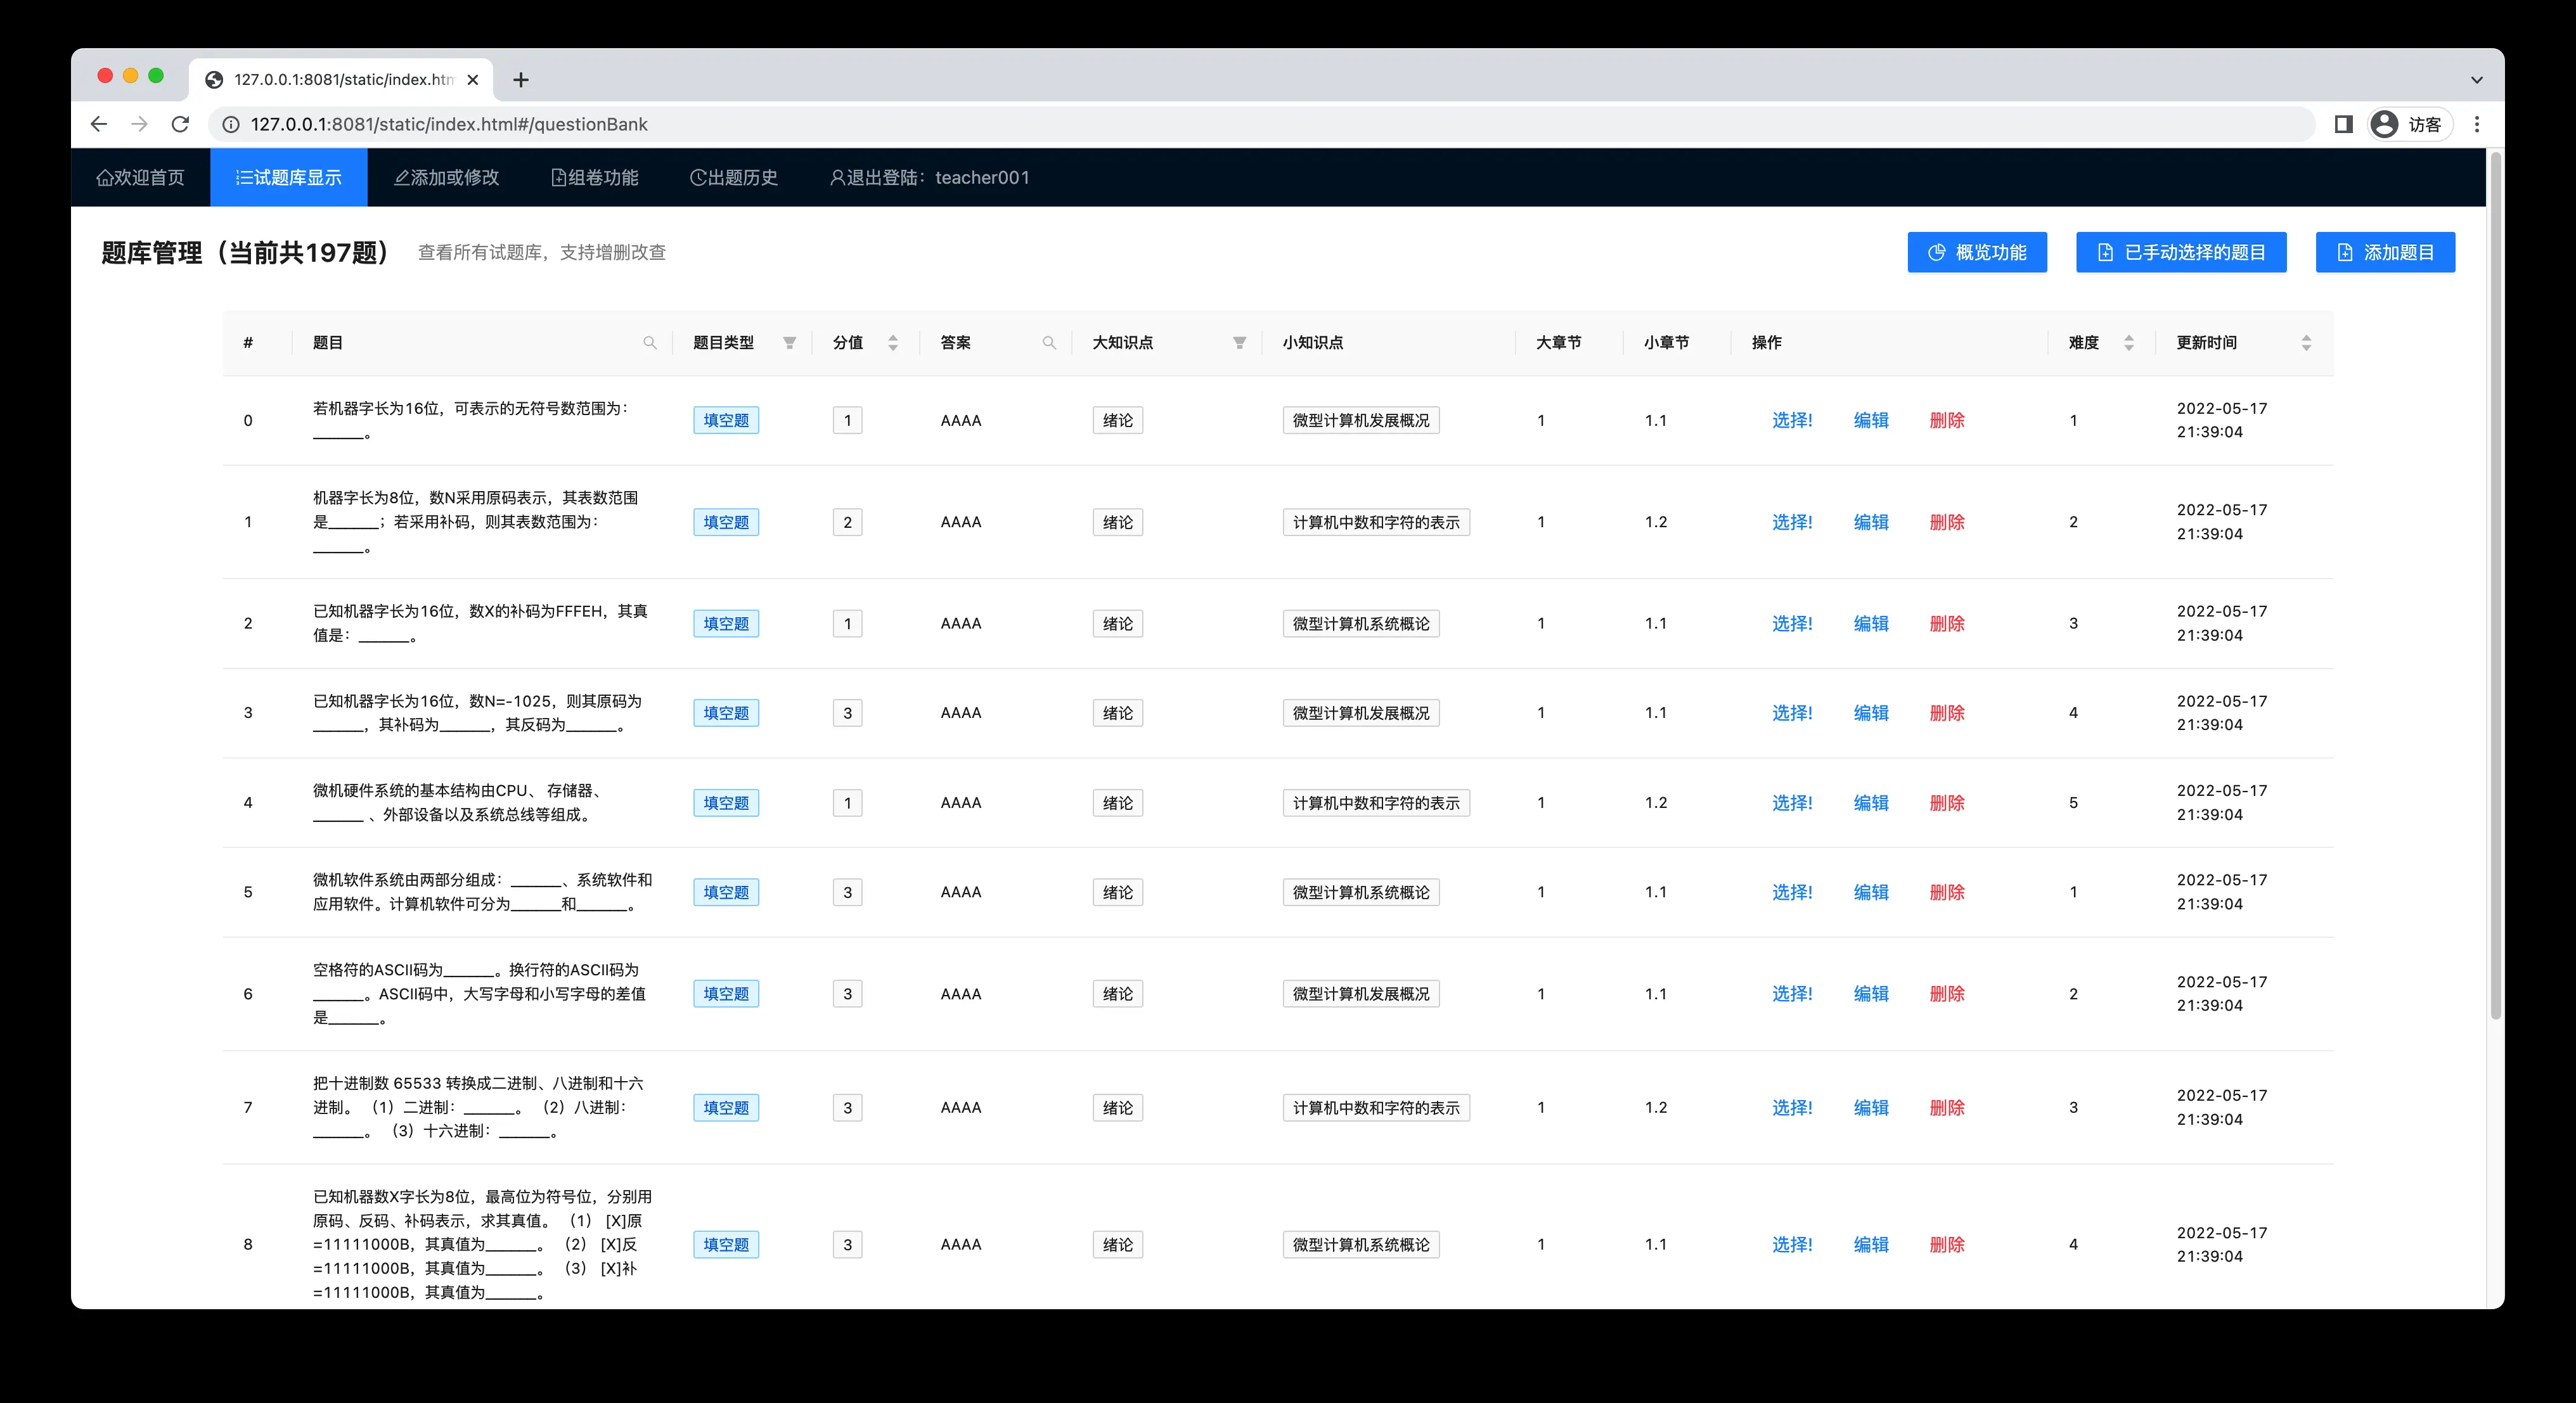 127.0.0.1:8081/static/index.htm
127.0.0.1:8081/static/index.html#/questionBank
访客
欢迎首页 试题库显示 添加或修改 组卷功能 出题历史 退出登陆：teacher001
题库管理（当前共197题） 查看所有试题库，支持增删改查 概览功能 已手动选择的题目 添加题目
# 题目 题目类型 分值 答案 大知识点 小知识点 大章节 小章节 操作 难度 更新时间
若机器字长为16位，可表示的无符号数范围为： 2022-05-17
0 填空题 1 AAAA 绪论 微型计算机发展概况 1 1.1 选择! 编辑 删除 1
______。 21:39:04
机器字长为8位，数N采用原码表示，其表数范围 2022-05-17
1 是______；若采用补码，则其表数范围为： 填空题 2 AAAA 绪论 计算机中数和字符的表示 1 1.2 选择! 编辑 删除 2
______。 21:39:04
已知机器字长为16位，数X的补码为FFFEH，其真 2022-05-17
2 填空题 1 AAAA 绪论 微型计算机系统概论 1 1.1 选择! 编辑 删除 3
值是：______。 21:39:04
已知机器字长为16位，数N=-1025，则其原码为 2022-05-17
3 填空题 3 AAAA 绪论 微型计算机发展概况 1 1.1 选择! 编辑 删除 4
______，其补码为______，其反码为______。 21:39:04
微机硬件系统的基本结构由CPU、 存储器、 2022-05-17
4 填空题 1 AAAA 绪论 计算机中数和字符的表示 1 1.2 选择! 编辑 删除 5
______ 、外部设备以及系统总线等组成。 21:39:04
微机软件系统由两部分组成：______、系统软件和 2022-05-17
5 填空题 3 AAAA 绪论 微型计算机系统概论 1 1.1 选择! 编辑 删除 1
应用软件。计算机软件可分为______和______。 21:39:04
空格符的ASCII码为______。换行符的ASCII码为 2022-05-17
6 ______。ASCII码中，大写字母和小写字母的差值 填空题 3 AAAA 绪论 微型计算机发展概况 1 1.1 选择! 编辑 删除 2
是______。 21:39:04
把十进制数 65533 转换成二进制、八进制和十六 2022-05-17
7 进制。（1）二进制：______。（2）八进制： 填空题 3 AAAA 绪论 计算机中数和字符的表示 1 1.2 选择! 编辑 删除 3
______。（3）十六进制：______。 21:39:04
已知机器数X字长为8位，最高位为符号位，分别用
原码、反码、补码表示，求其真值。（1） [X]原 2022-05-17
8 =11111000B，其真值为______。（2） [X]反 填空题 3 AAAA 绪论 微型计算机系统概论 1 1.1 选择! 编辑 删除 4
=11111000B，其真值为______。（3） [X]补 21:39:04
=11111000B，其真值为______。